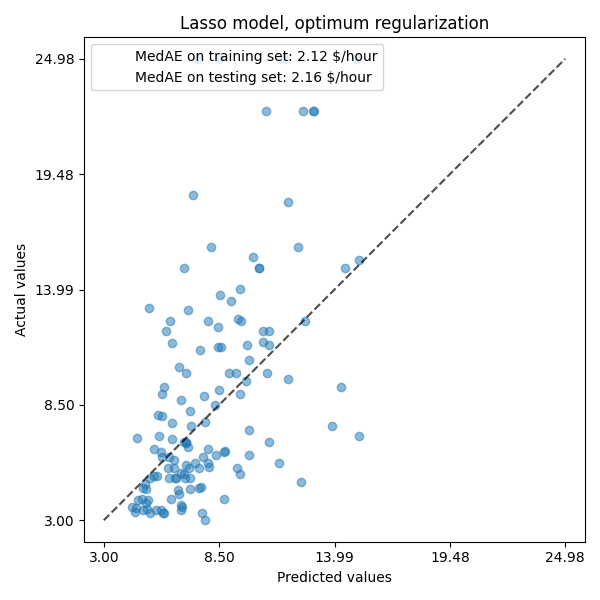 Lasso model, optimum regularization
MedAE on training set: 2.12 $/hour
MedAE on testing set: 2.16 $/hour
24.98
19.48
13.99
8.50
3.00
Actual values
3.00 8.50 13.99 19.48 24.98
Predicted values